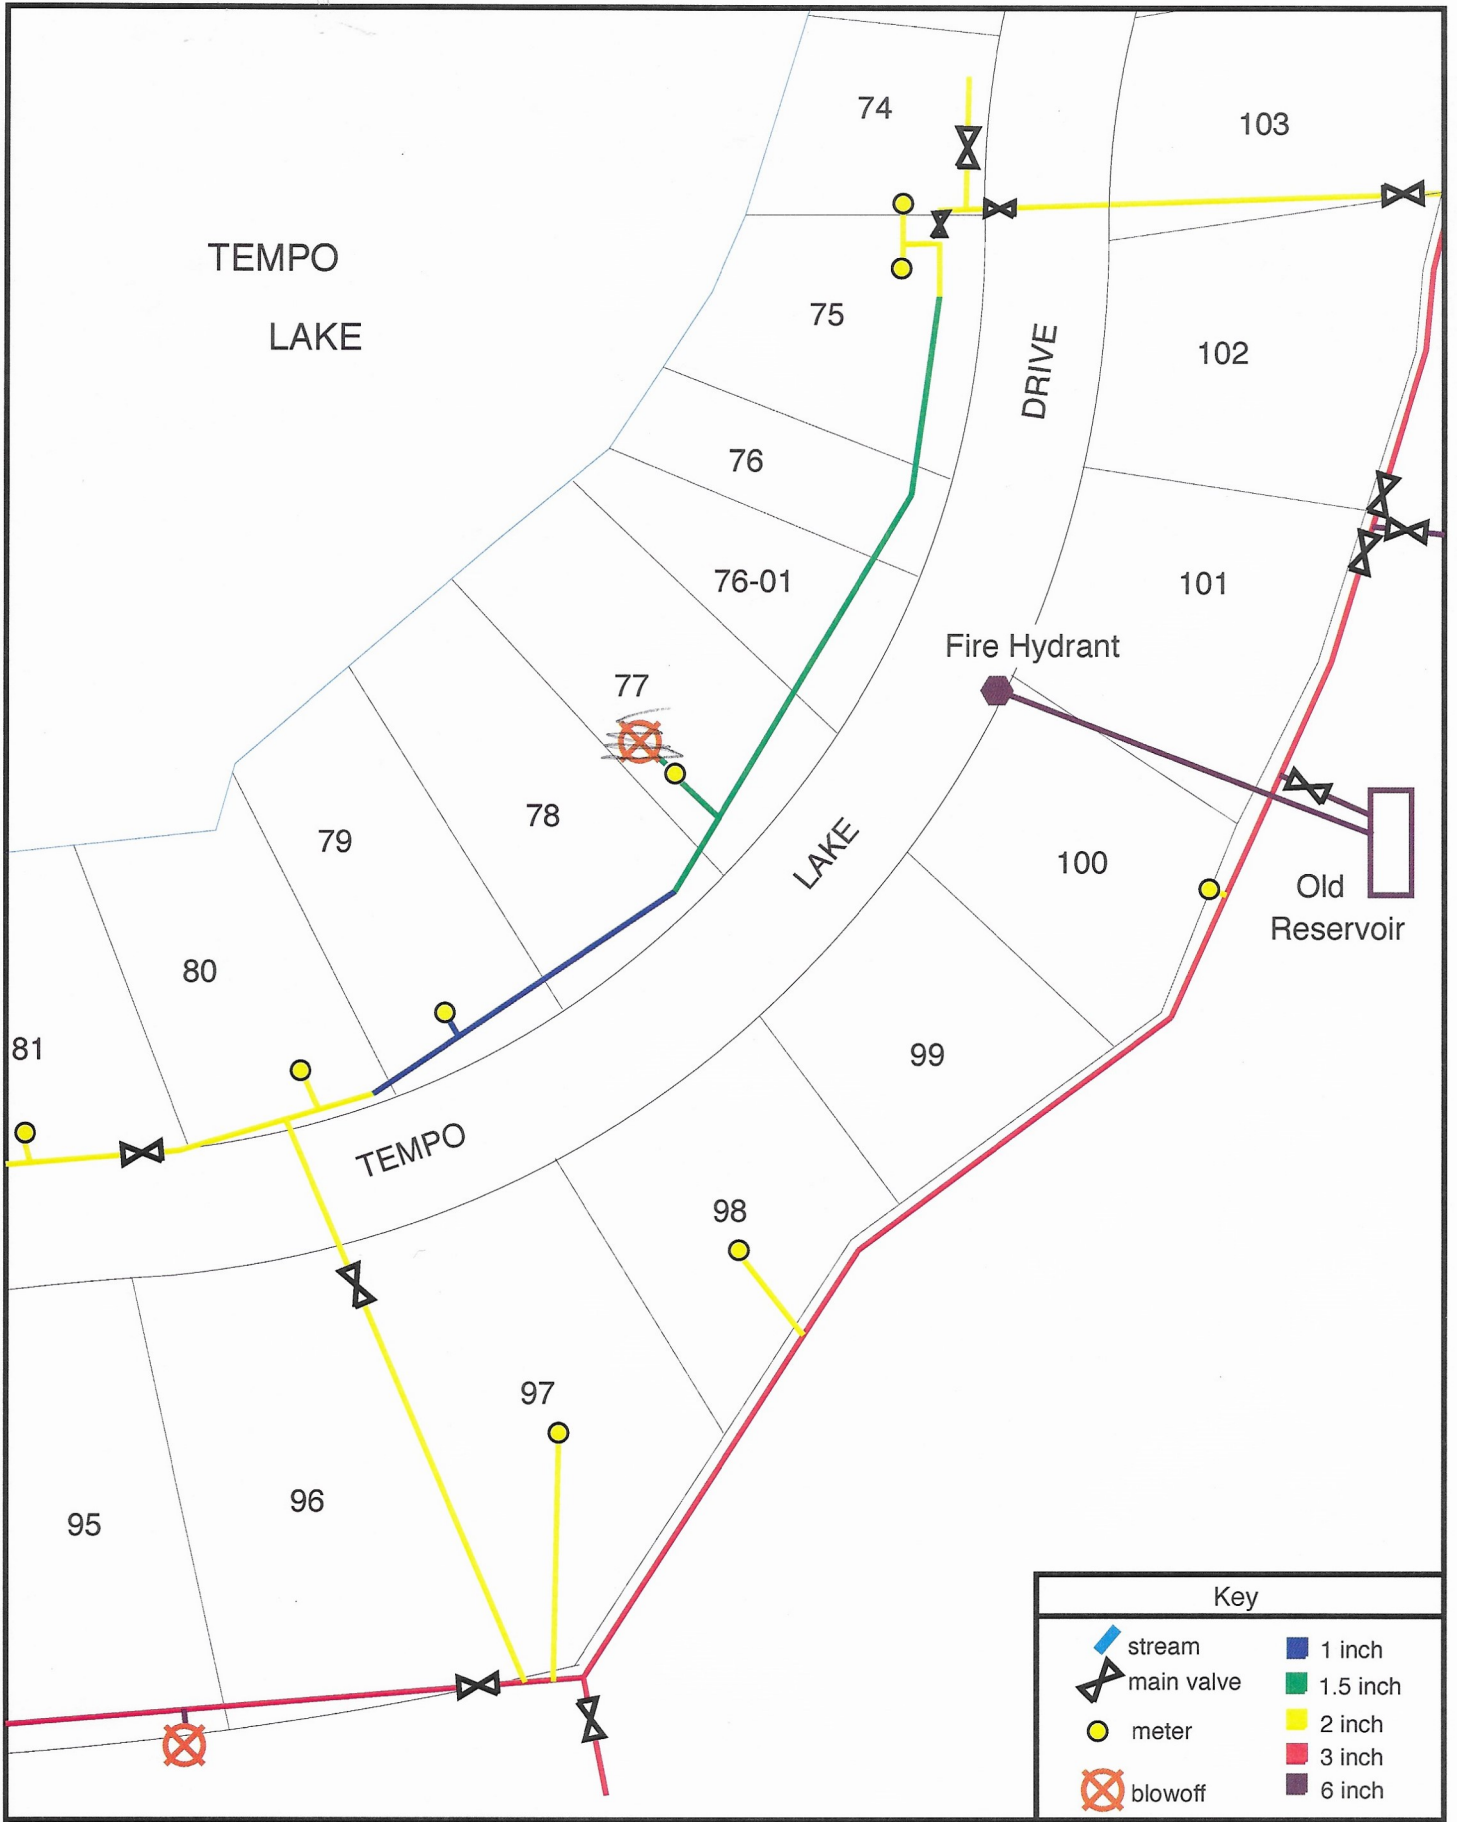 74
103
TEMPO
LAKE
75
DRIVE
102
76
76-01
101
Fire Hydrant
77
78
79
LAKE
100
Old
Reservoir
80
81
99
TEMPO
98
97
96
95
Key
stream
1 inch
main valve
1.5 inch
meter
2 inch
3 inch
blowoff
6 inch